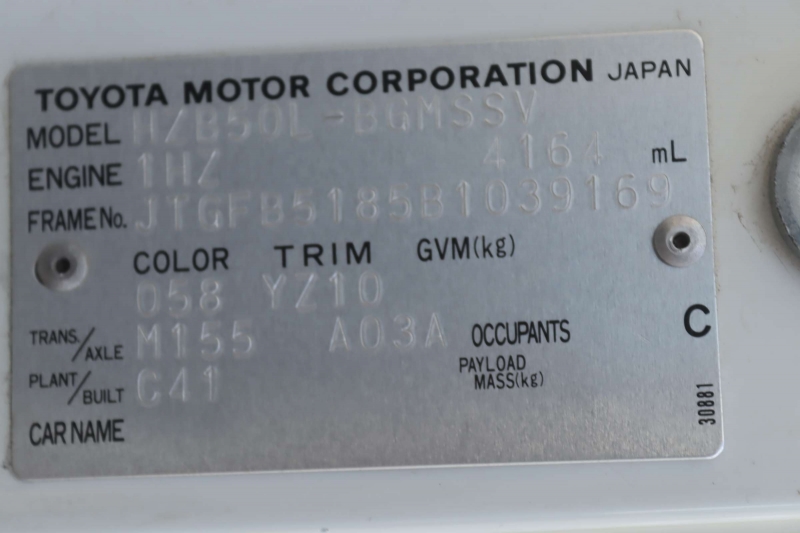 TOYOTA MOTOR CORPORATION JAPAN
MODEL HZB50L-BGMSSV
ENGINE 1HZ 4164 mL
FRAME No. JTGFB5185B1039169
COLOR TRIM GVM(kg)
058 YZ10
TRANS./AXLE M155 A03A OCCUPANTS C
PLANT/BUILT C41 PAYLOAD MASS(kg)
CAR NAME
30881